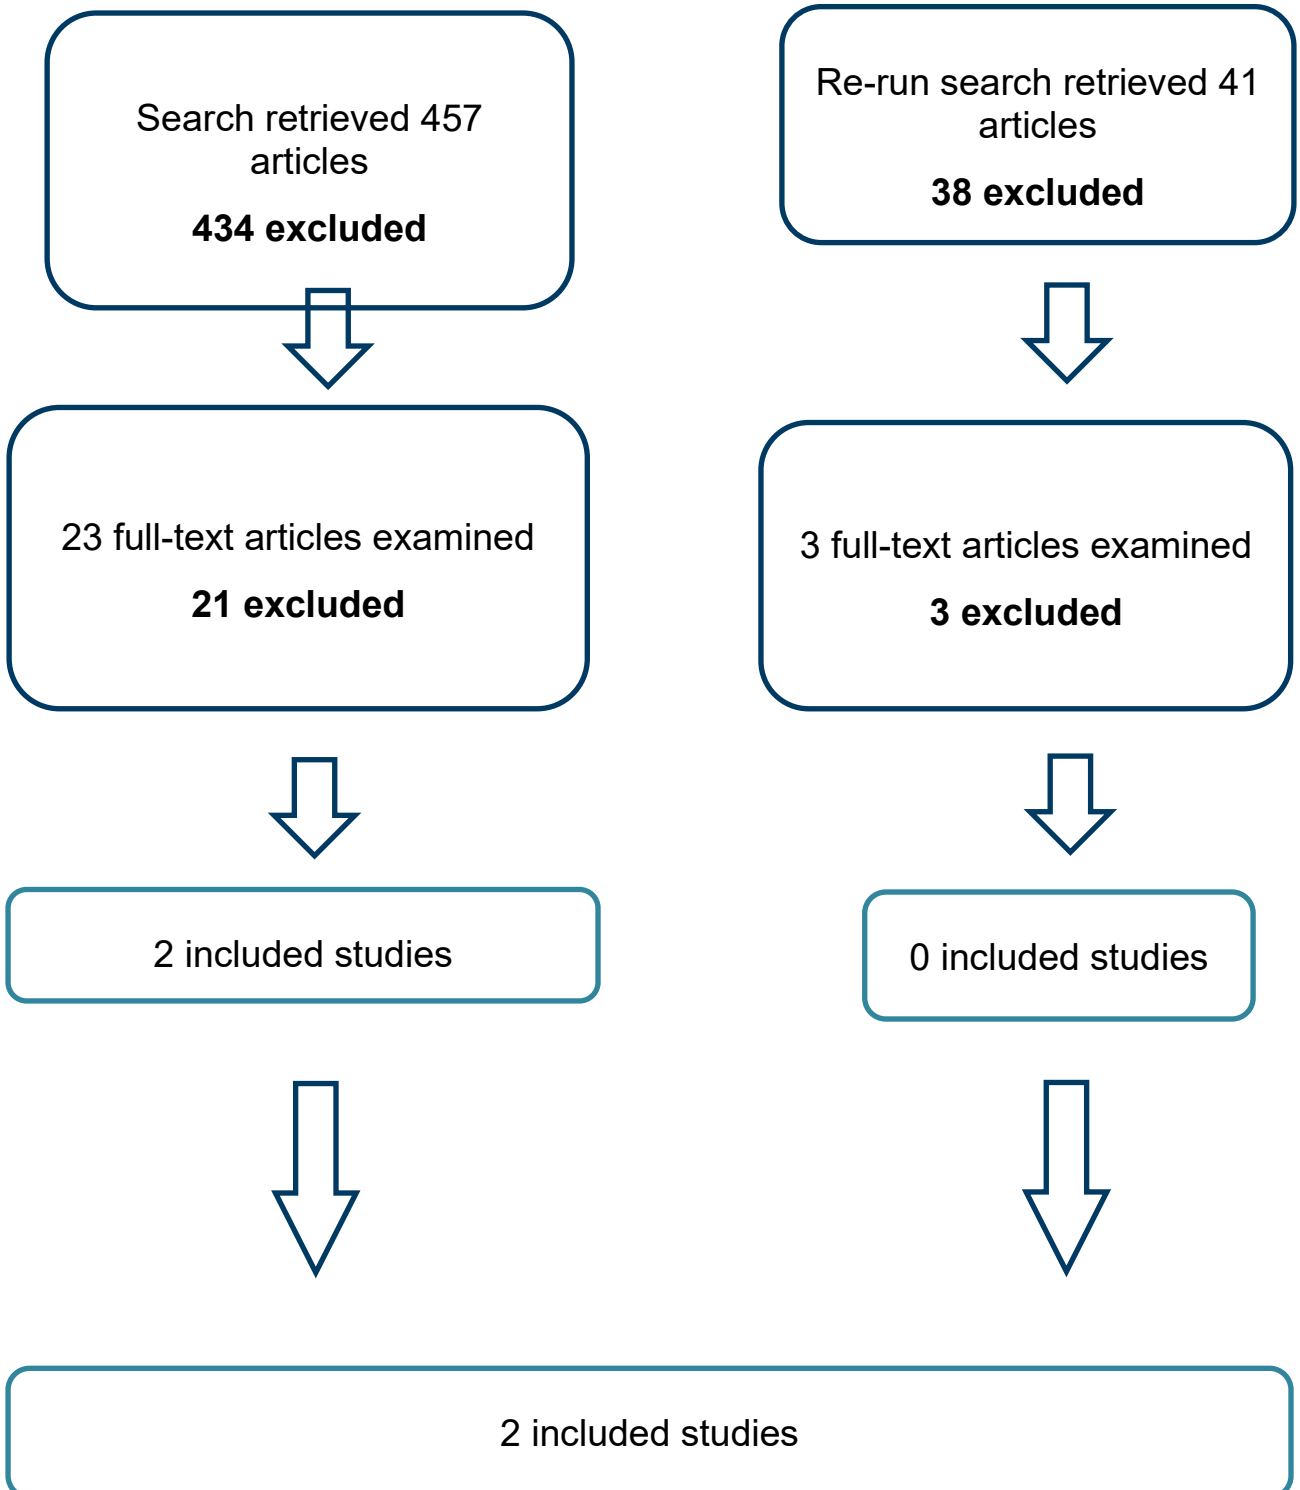 Search retrieved 457
articles
434 excluded
Re-run search retrieved 41
articles
38 excluded
23 full-text articles examined
21 excluded
3 full-text articles examined
3 excluded
2 included studies
0 included studies
2 included studies